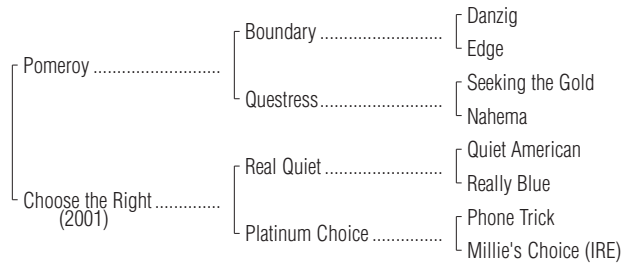 Danzig
Boundary ..........................
Edge
Pomeroy ...........................
Seeking the Gold
Questress..........................
Nahema
Quiet American
Real Quiet .........................
Really Blue
Choose the Right ..............
(2001)
Phone Trick
Platinum Choice ...............
Millie's Choice (IRE)